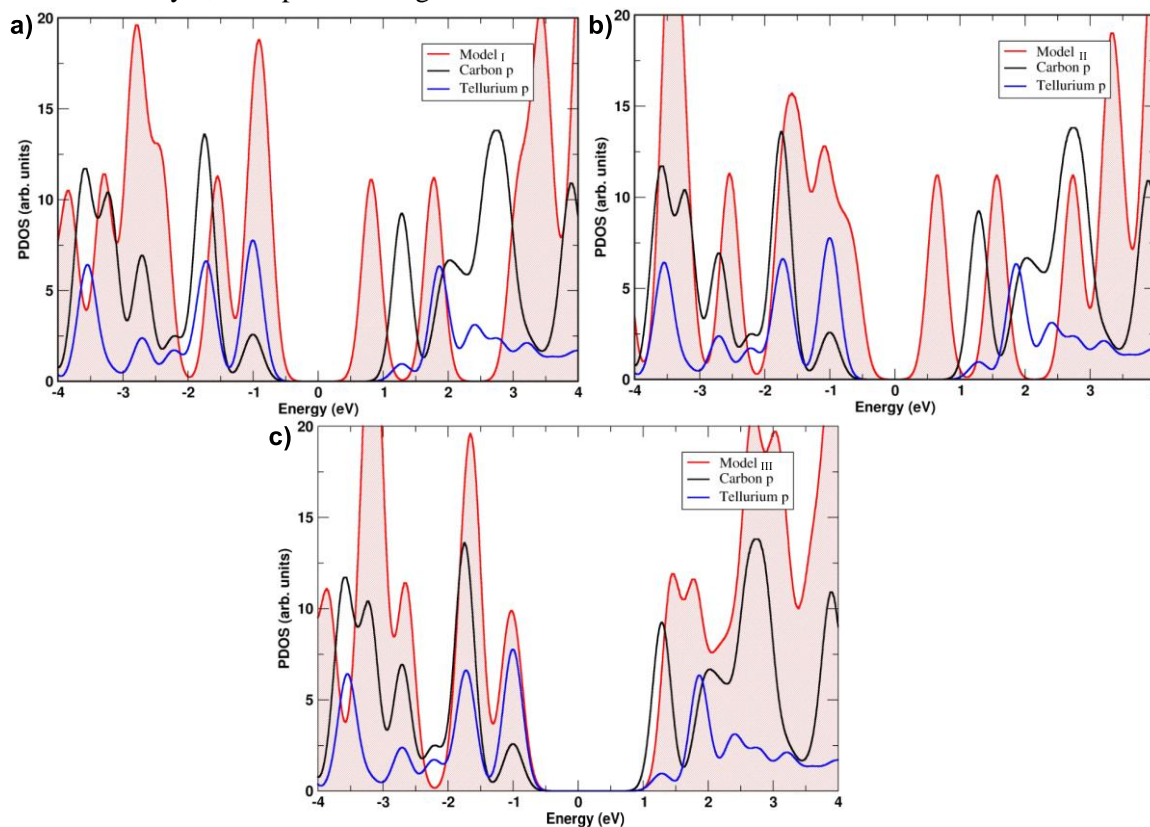 a)
20
15
10
5
0
PDOS (arb. units)
Model I
Carbon p
Tellurium p
-4 -3 -2 -1 0 1 2 3 4
Energy (eV)
b)
20
15
10
5
0
PDOS (arb. units)
Model II
Carbon p
Tellurium p
-4 -3 -2 -1 0 1 2 3
Energy (eV)
c)
20
15
10
5
0
PDOS (arb. units)
Model III
Carbon p
Tellurium p
-4 -3 -2 -1 0 1 2 3 4
Energy (eV)